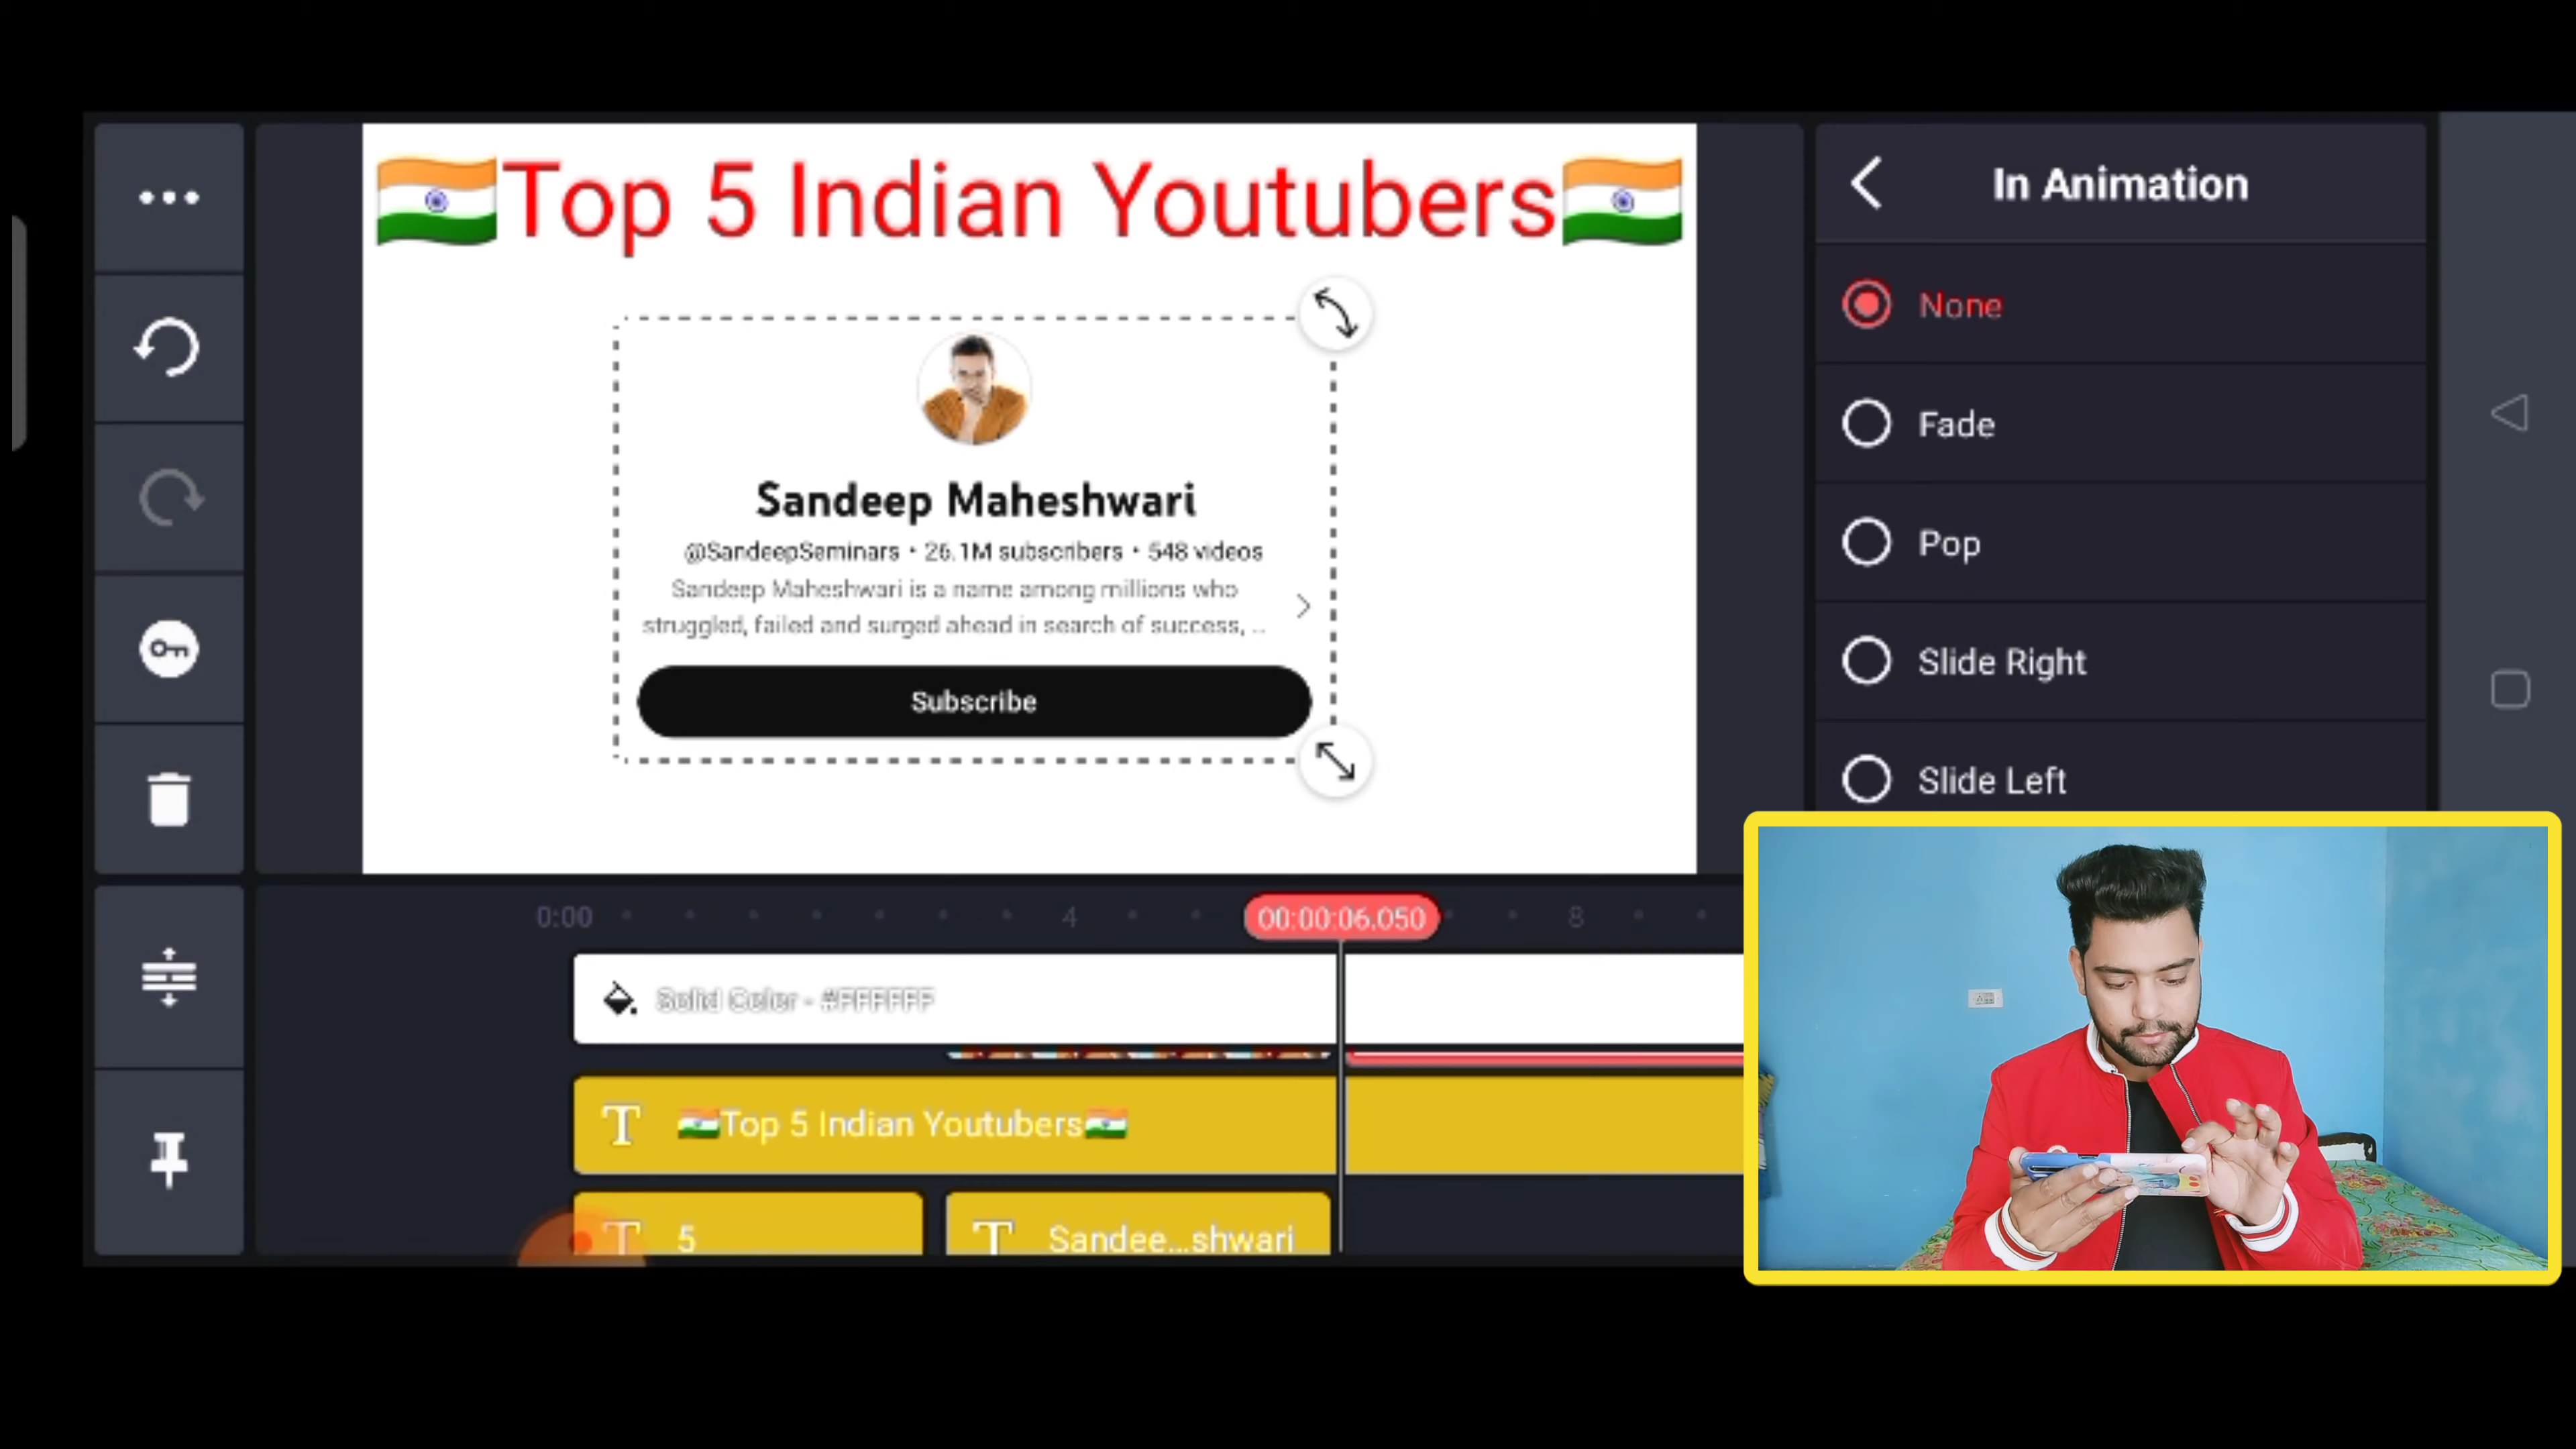 🇮🇳Top 5 Indian Youtubers🇮🇳
Sandeep Maheshwari
@SandeepSeminars • 26.1M subscribers • 548 videos
Sandeep Maheshwari is a name among millions who
struggled, failed and surged ahead in search of success, ...
Subscribe
In Animation
None
Fade
Pop
Slide Right
Slide Left
0:00
4
00:00:06.050
8
Solid Color - #FFFFFF
T 🇮🇳Top 5 Indian Youtubers🇮🇳
T 5
T Sandee...shwari